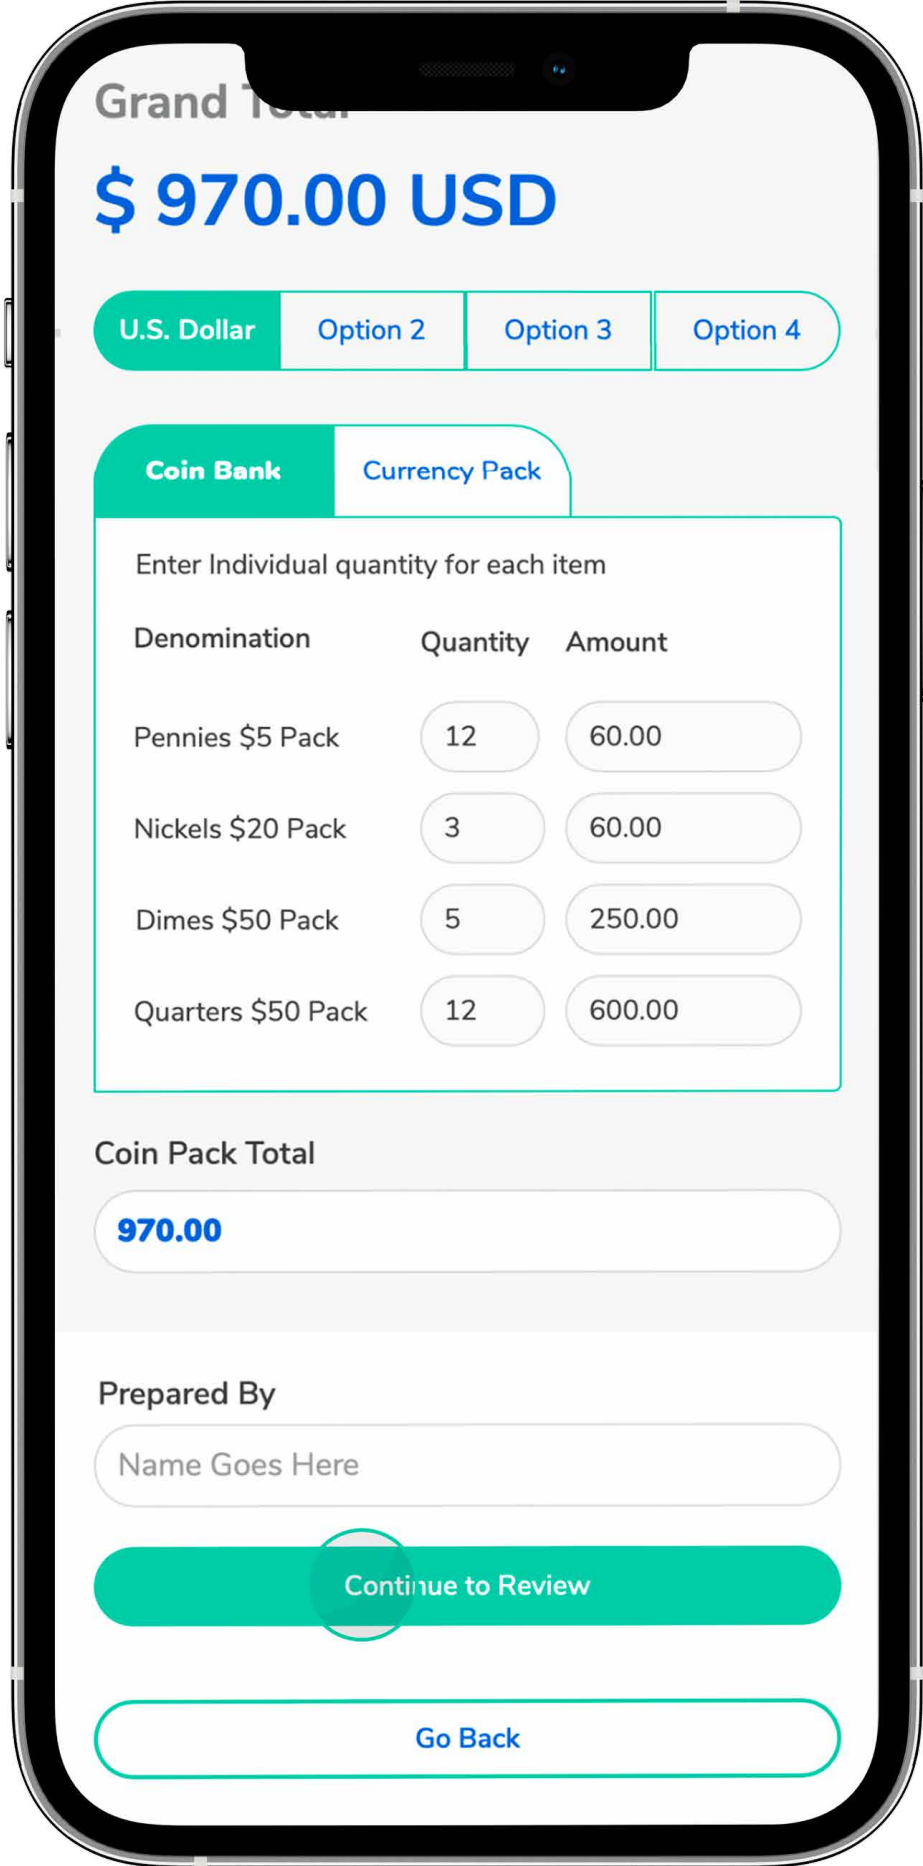 Grand Total
$ 970.00 USD
U.S. Dollar Option 2 Option 3 Option 4
Coin Bank Currency Pack
Enter Individual quantity for each item
Denomination Quantity Amount
Pennies $5 Pack 12 60.00
Nickels $20 Pack 3 60.00
Dimes $50 Pack 5 250.00
Quarters $50 Pack 12 600.00
Coin Pack Total
970.00
Prepared By
Name Goes Here
Continue to Review
Go Back